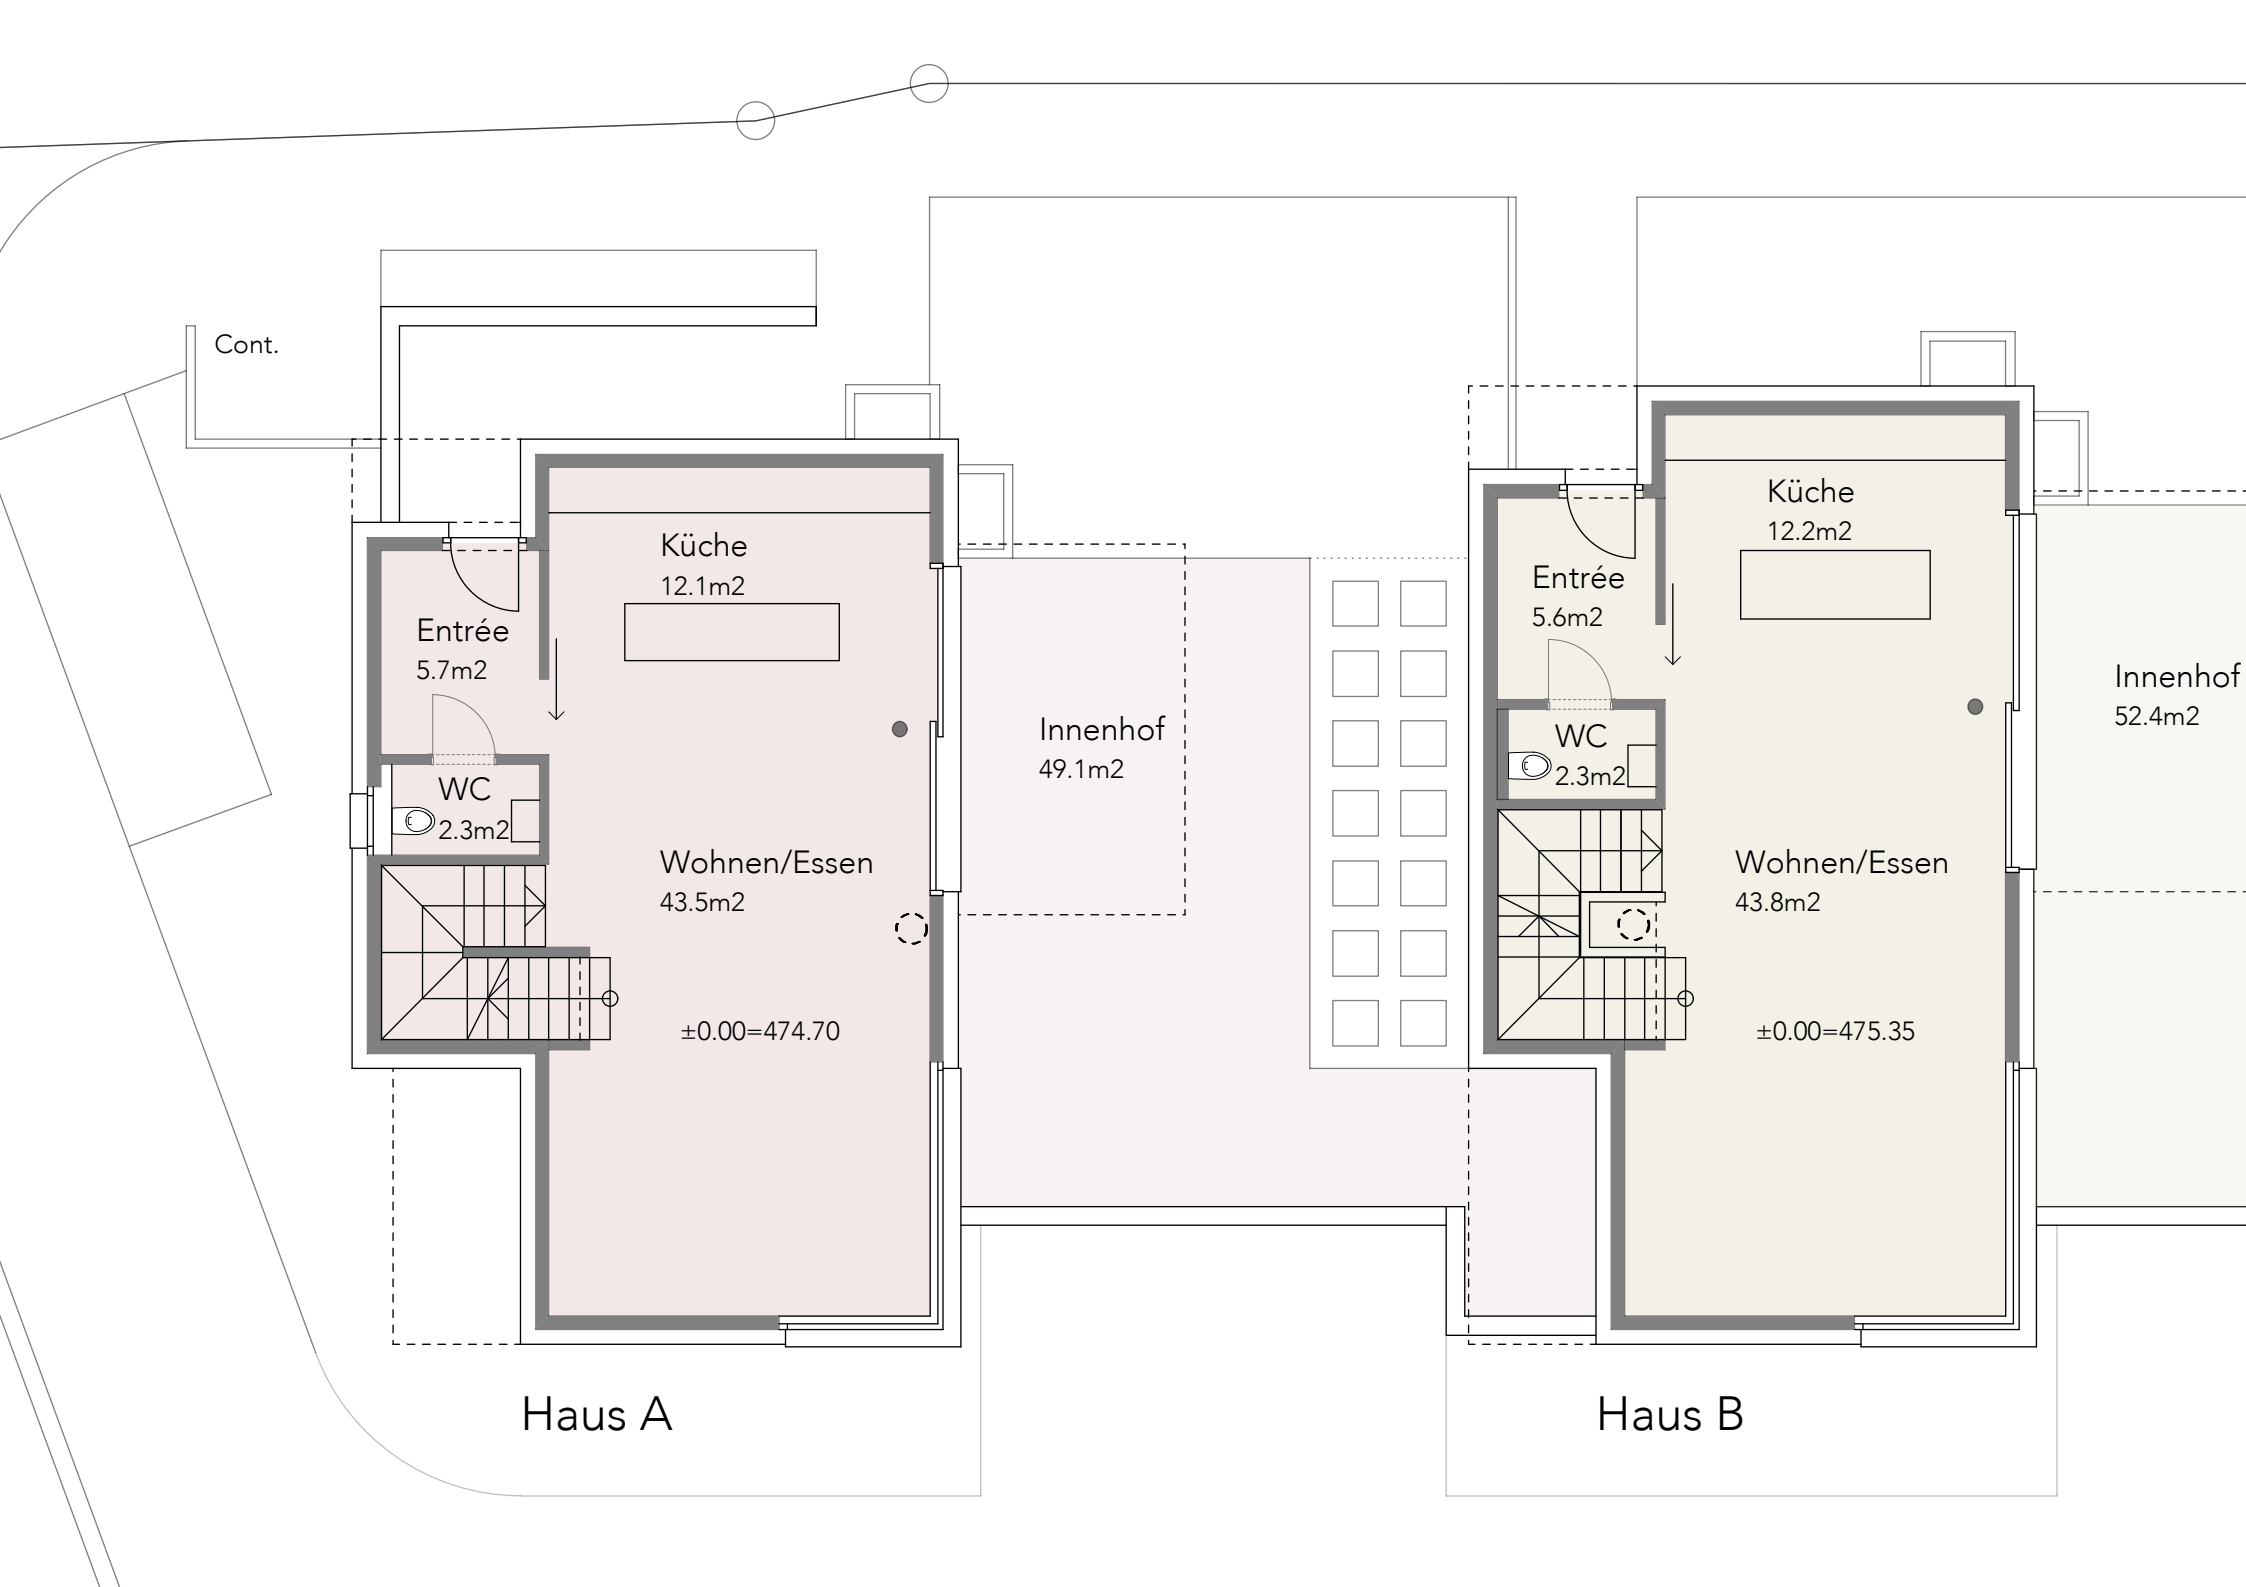 Cont.
Küche
12.1m2
Entrée
5.7m2
WC
2.3m2
Wohnen/Essen
43.5m2
±0.00=474.70
Innenhof
49.1m2
Haus A
Küche
12.2m2
Entrée
5.6m2
WC
2.3m2
Wohnen/Essen
43.8m2
±0.00=475.35
Innenhof
52.4m2
Haus B